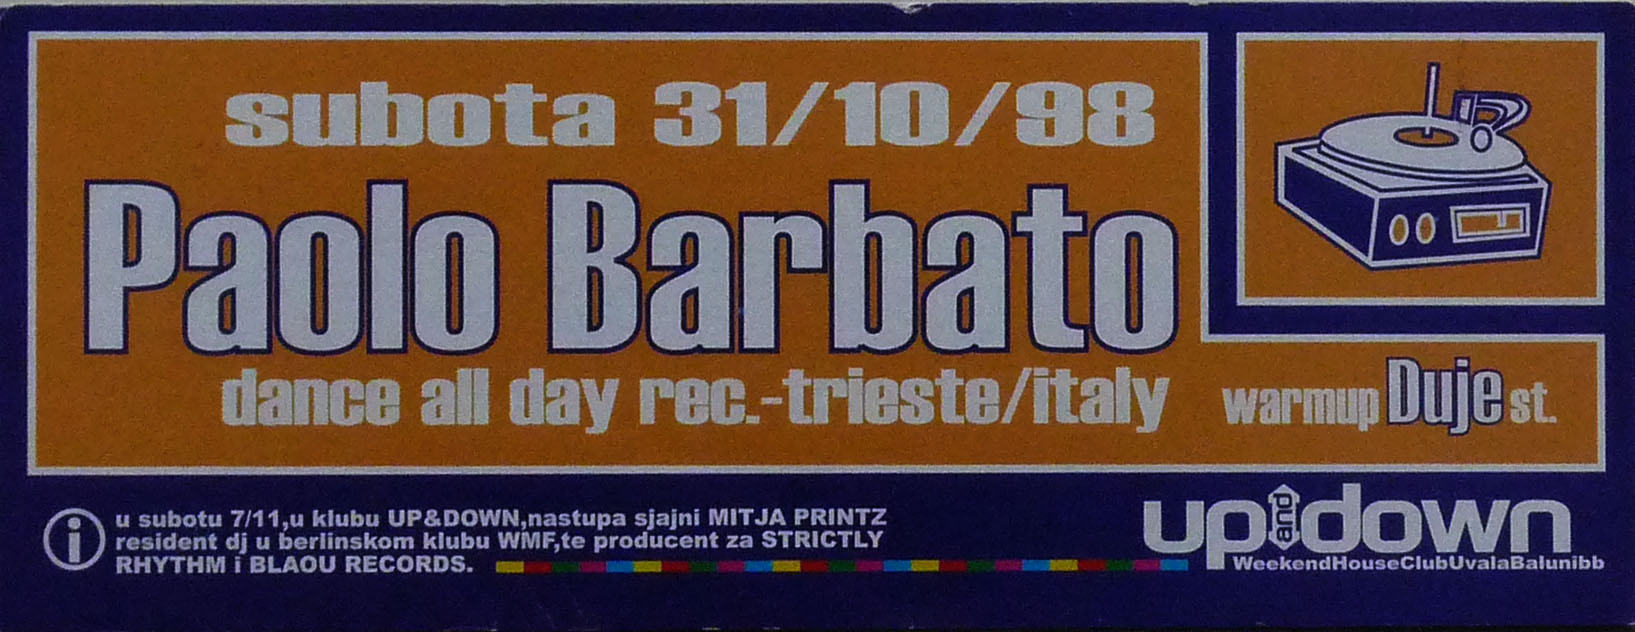 subota 31/10/98
Paolo Barbato
dance all day rec.-trieste/italy
warmup Duje st.
u subotu 7/11,u klubu UP&DOWN,nastupa sjajni MITJA PRINTZ
resident dj u berlinskom klubu WMF,te producent za STRICTLY
RHYTHM i BLAOU RECORDS.
up and down
WeekendHouseClubUvalaBalunibb